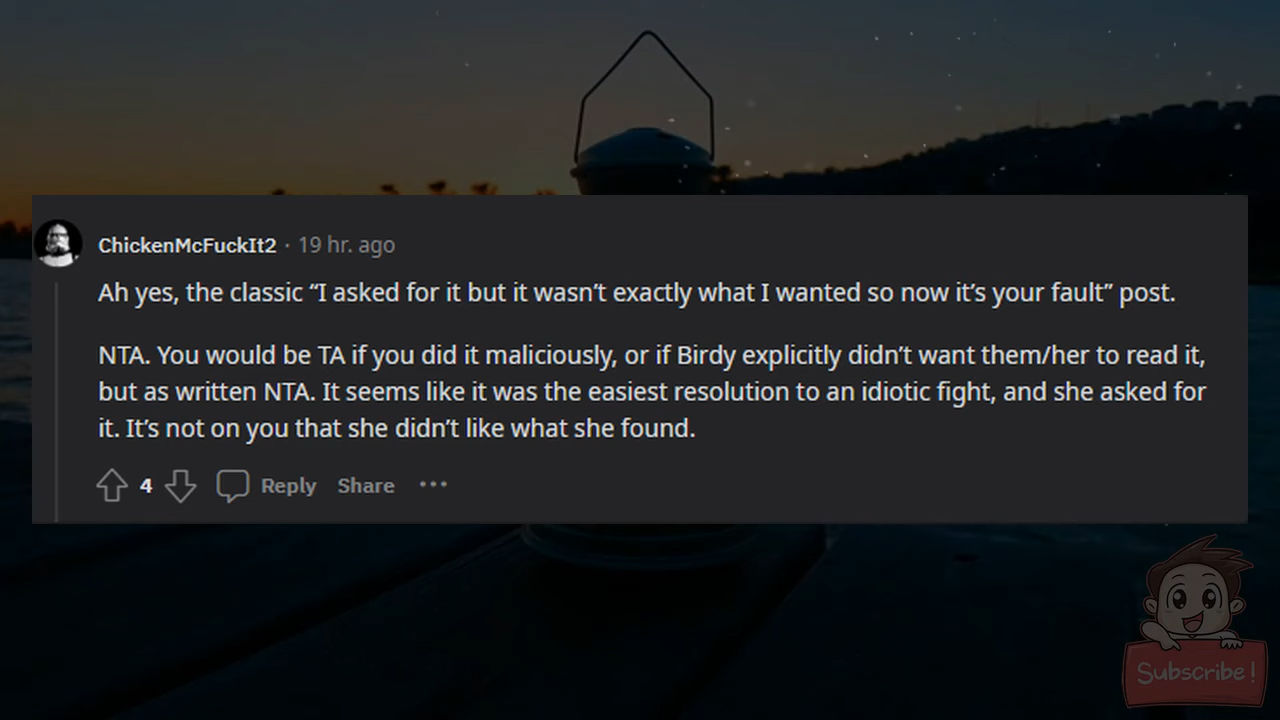 ChickenMcFuckIt2 · 19 hr. ago
Ah yes, the classic “I asked for it but it wasn’t exactly what I wanted so now it’s your fault” post.
NTA. You would be TA if you did it maliciously, or if Birdy explicitly didn’t want them/her to read it,
but as written NTA. It seems like it was the easiest resolution to an idiotic fight, and she asked for
it. It’s not on you that she didn’t like what she found.
4 Reply Share ···
Subscribe!